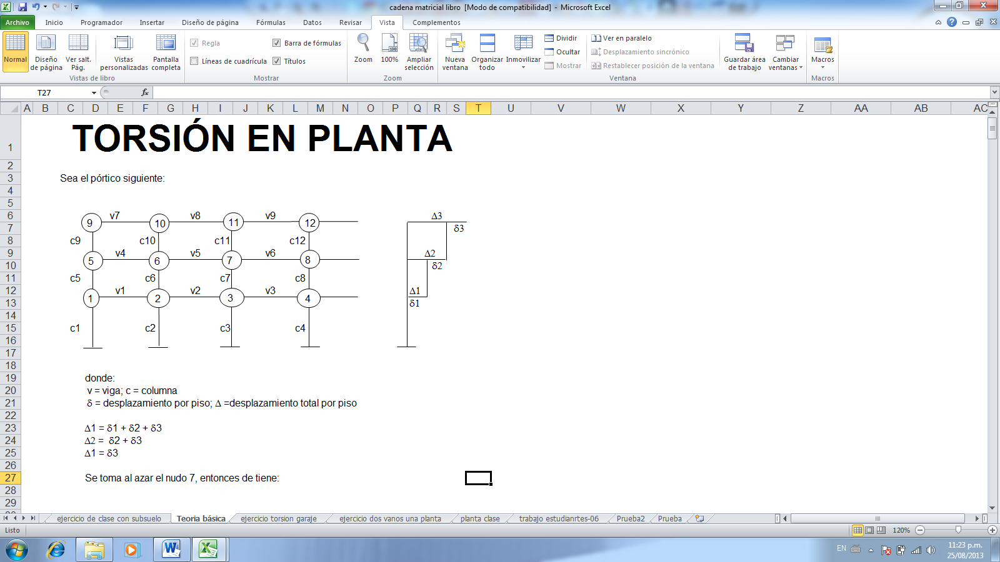 cadena matricial libro  [Modo de compatibilidad]  -  Microsoft Excel
Archivo Inicio Programador Insertar Diseño de página Fórmulas Datos Revisar Vista Complementos
Normal
Diseño de página
Ver salt. Pág.
Vistas personalizadas
Pantalla completa
Vistas de libro
Regla
Barra de fórmulas
Líneas de cuadrícula
Títulos
Mostrar
Zoom
100%
Ampliar selección
Zoom
Nueva ventana
Organizar todo
Inmovilizar
Dividir
Ocultar
Mostrar
Ver en paralelo
Desplazamiento sincrónico
Restablecer posición de la ventana
Ventana
Guardar área de trabajo
Cambiar ventanas
Macros
Macros
T27
fx
A B C D E F G H I J K L M N O P Q R S T U V W X Y Z AA AB AC
1
2
3
4
5
6
7
8
9
10
11
12
13
14
15
16
17
18
19
20
21
22
23
24
25
26
27
28
29
TORSIÓN EN PLANTA
Sea el pórtico siguiente:
v7 v8 v9 Δ3
9 10 11 12
δ3
c9 c10 c11 c12
v4 v5 v6 Δ2
5 6 7 8
δ2
c5 c6 c7 c8
v1 v2 v3 Δ1
1 2 3 4
δ1
c1 c2 c3 c4
donde:
v = viga; c = columna
δ = desplazamiento por piso; Δ =desplazamiento total por piso
Δ1 = δ1 + δ2 + δ3
Δ2 =  δ2 + δ3
Δ1 = δ3
Se toma al azar el nudo 7, entonces de tiene:
ejercicio de clase con subsuelo Teoria básica ejercicio torsion garaje ejercicio dos vanos una planta planta clase trabajo estudianrtes-06 Prueba2 Prueba
Listo
120%
EN
11:23 p.m.
25/08/2013